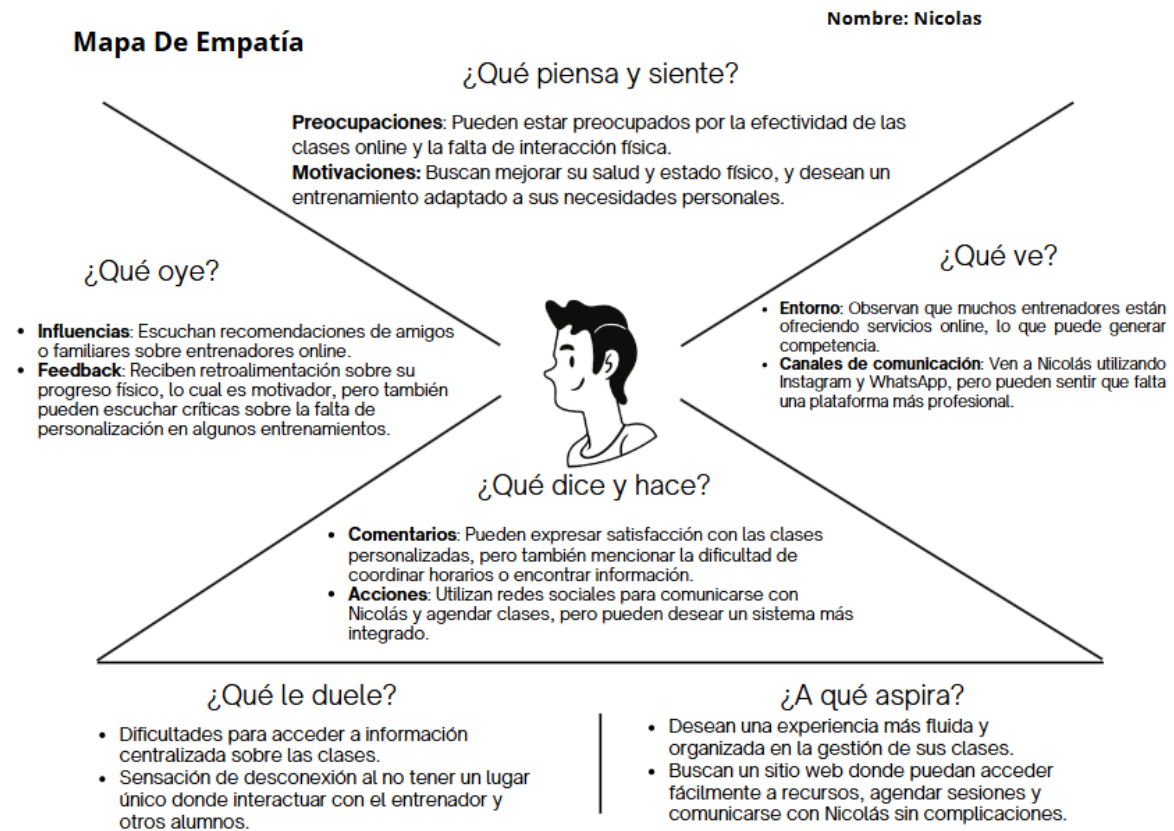 Nombre: Nicolas
Mapa De Empatía
¿Qué piensa y siente?
Preocupaciones: Pueden estar preocupados por la efectividad de las
clases online y la falta de interacción física.
Motivaciones: Buscan mejorar su salud y estado físico, y desean un
entrenamiento adaptado a sus necesidades personales.
¿Qué oye?
• Influencias: Escuchan recomendaciones de amigos
o familiares sobre entrenadores online.
• Feedback: Reciben retroalimentación sobre su
progreso físico, lo cual es motivador, pero también
pueden escuchar críticas sobre la falta de
personalización en algunos entrenamientos.
¿Qué ve?
• Entorno: Observan que muchos entrenadores están
ofreciendo servicios online, lo que puede generar
competencia.
• Canales de comunicación: Ven a Nicolás utilizando
Instagram y WhatsApp, pero pueden sentir que falta
una plataforma más profesional.
¿Qué dice y hace?
• Comentarios: Pueden expresar satisfacción con las clases
personalizadas, pero también mencionar la dificultad de
coordinar horarios o encontrar información.
• Acciones: Utilizan redes sociales para comunicarse con
Nicolás y agendar clases, pero pueden desear un sistema más
integrado.
¿Qué le duele?
• Dificultades para acceder a información
centralizada sobre las clases.
• Sensación de desconexión al no tener un lugar
único donde interactuar con el entrenador y
otros alumnos.
¿A qué aspira?
• Desean una experiencia más fluida y
organizada en la gestión de sus clases.
• Buscan un sitio web donde puedan acceder
fácilmente a recursos, agendar sesiones y
comunicarse con Nicolás sin complicaciones.